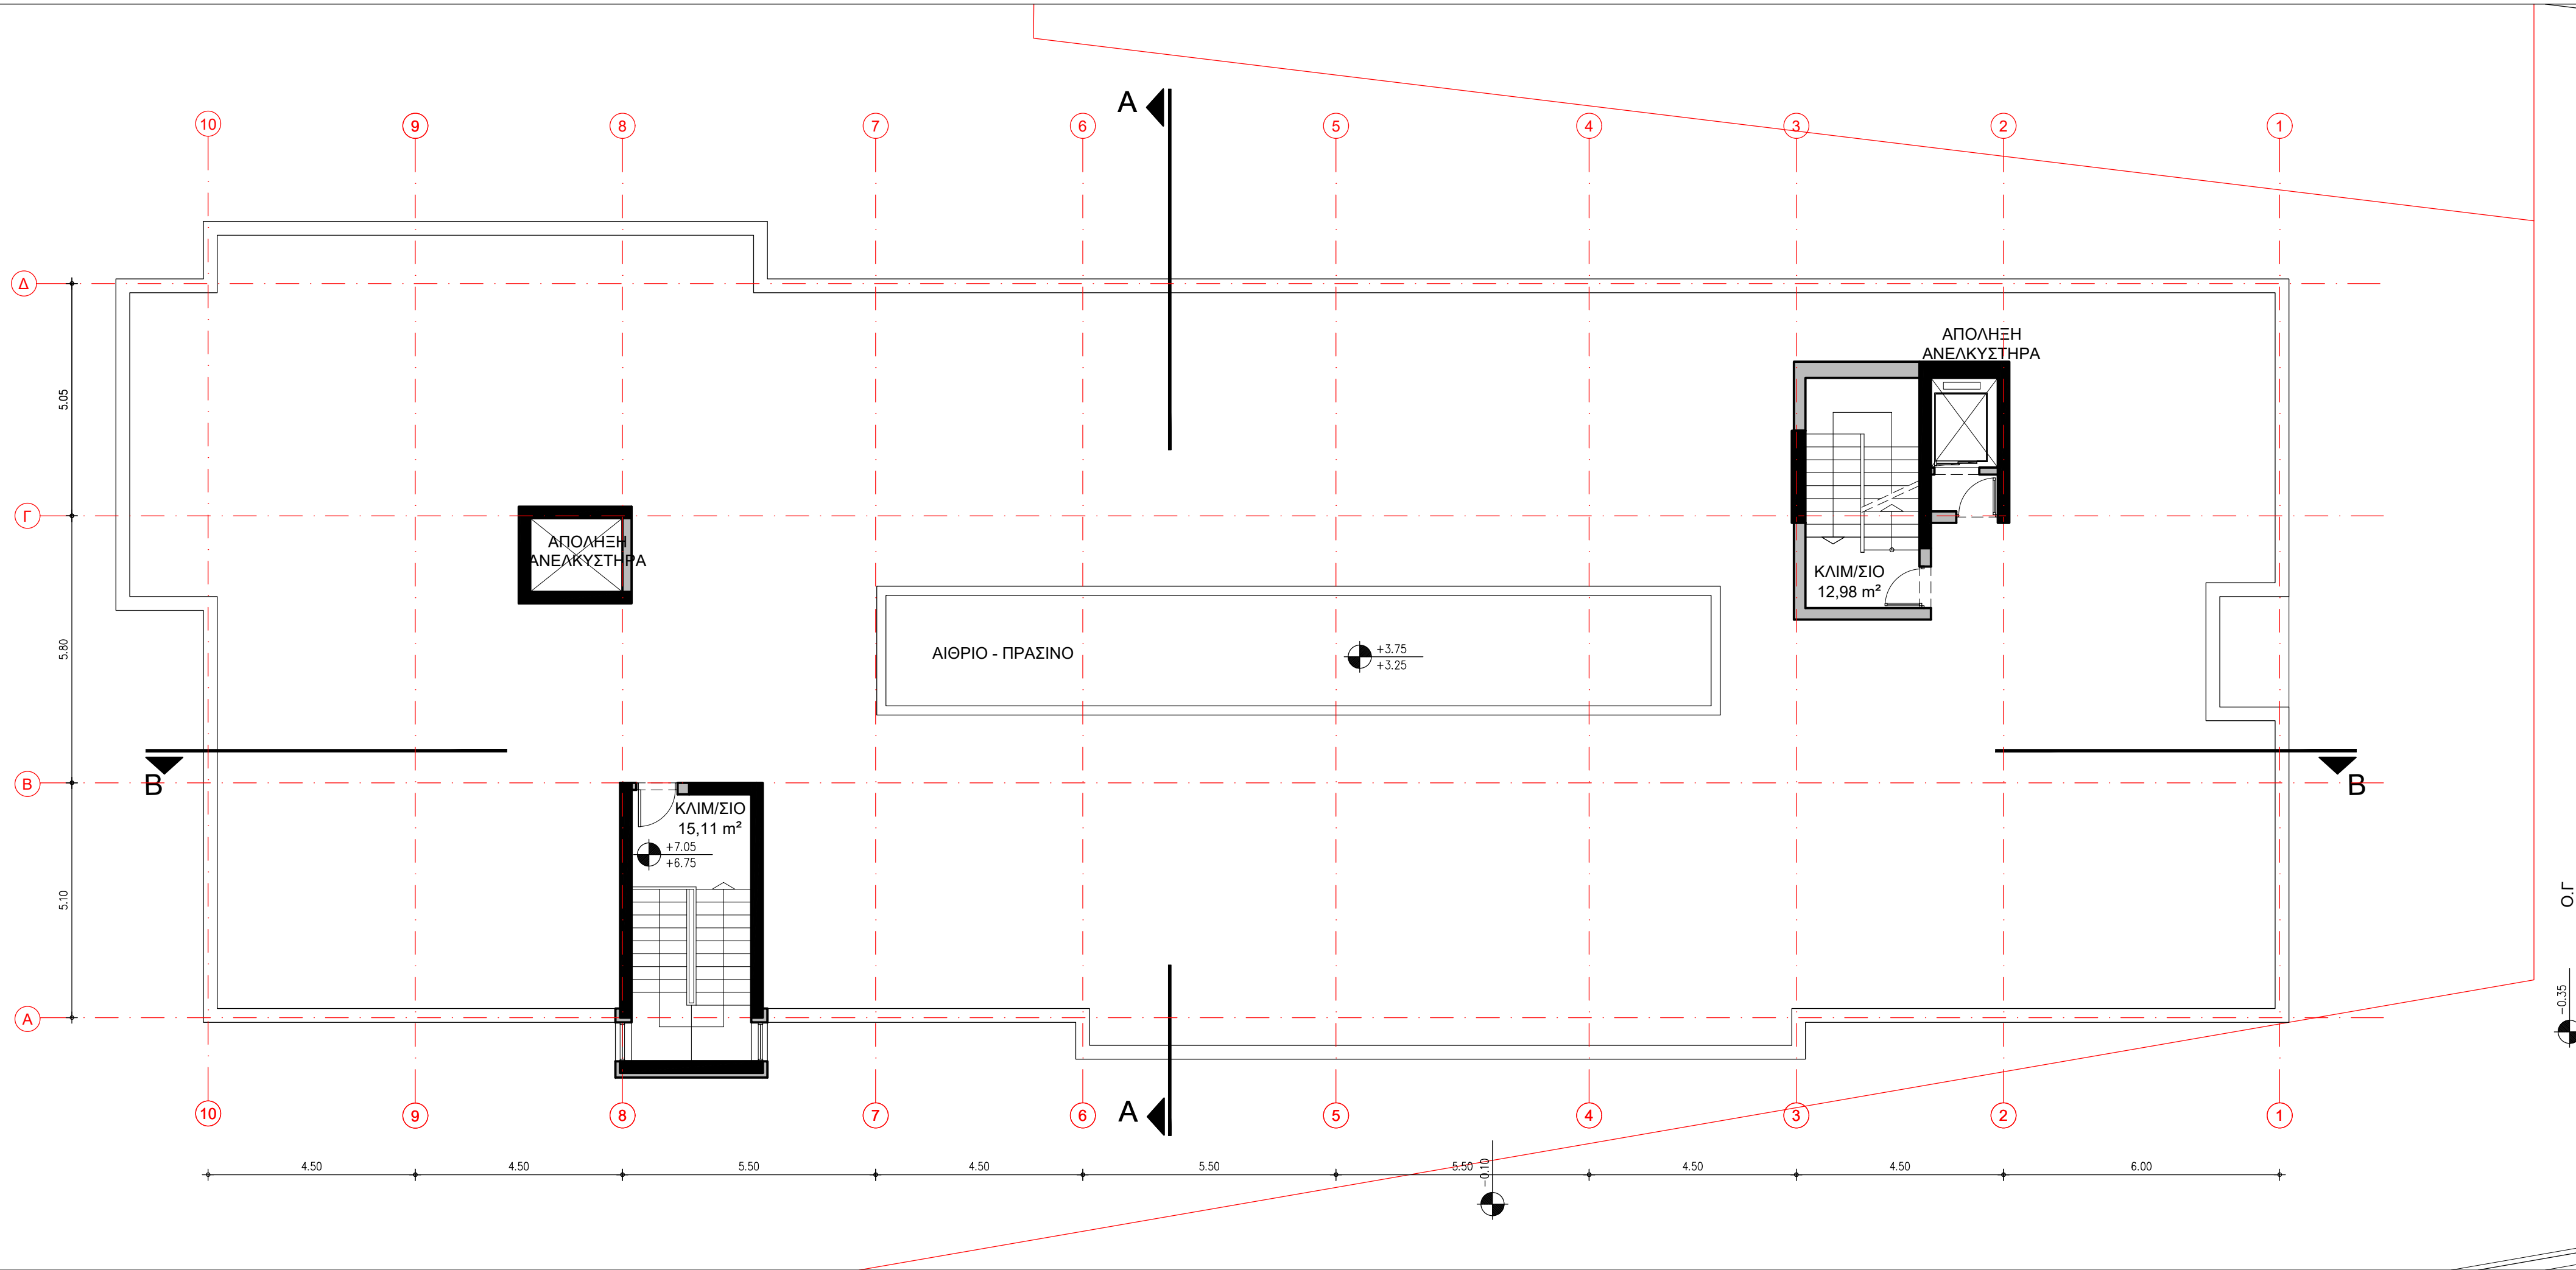 A
10
9
8
7
6
5
4
3
2
1
Δ
ΑΠΟΛΗΞΗ
ΑΝΕΛΚΥΣΤΗΡΑ
5.05
Γ
ΑΠΟΛΗΞΗ
ΑΝΕΛΚΥΣΤΗΡΑ
ΚΛΙΜ/ΣΙΟ
12,98 m²
5.80
ΑΙΘΡΙΟ - ΠΡΑΣΙΝΟ
+3.75
+3.25
B
B
B
ΚΛΙΜ/ΣΙΟ
15,11 m²
+7.05
+6.75
5.10
Ο.Γ
-0.35
A
A
10
9
8
7
6
5
4
3
2
1
4.50
4.50
5.50
4.50
5.50
5.50
4.50
4.50
6.00
-0.10